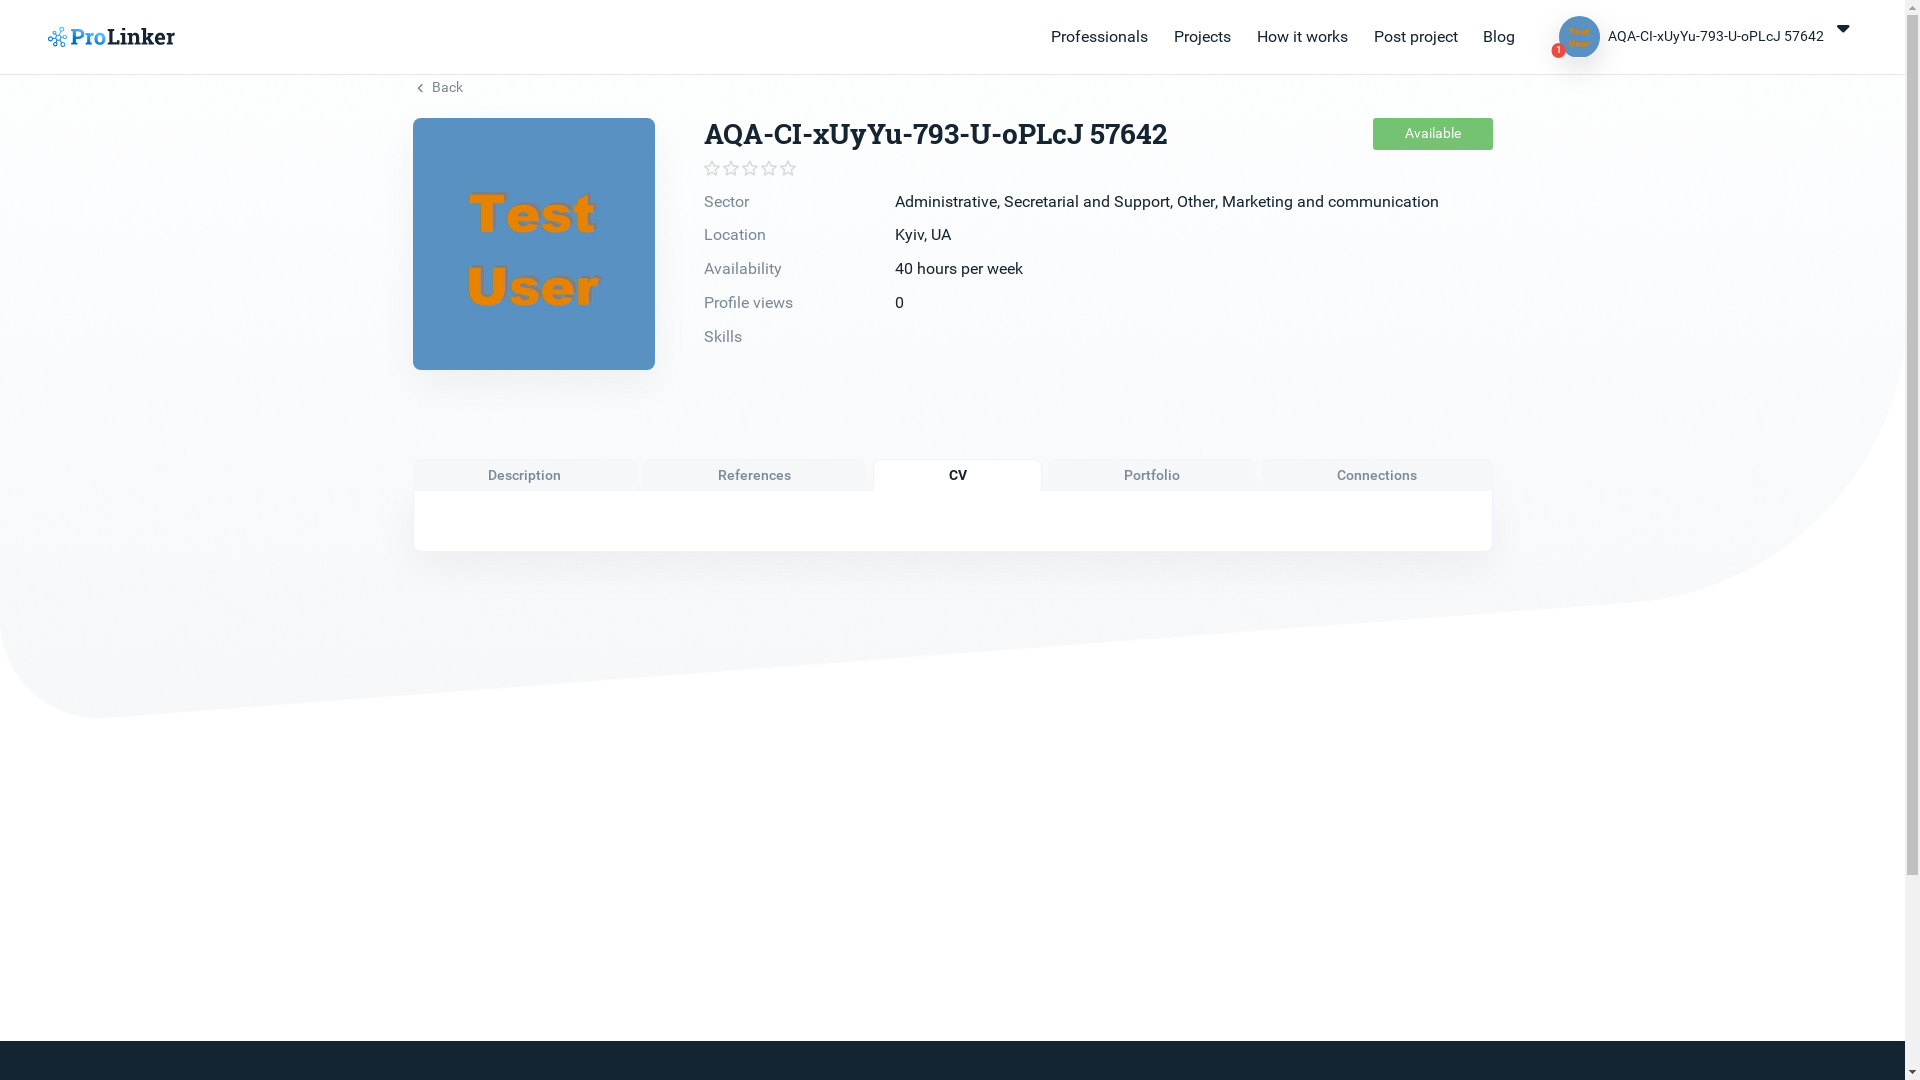 ProLinker
Professionals
Projects
How it works
Post project
Blog
Test
User
1
AQA-CI-xUyYu-793-U-oPLcJ 57642
Back
Test
User
AQA-CI-xUyYu-793-U-oPLcJ 57642
Available
Sector
Administrative, Secretarial and Support, Other, Marketing and communication
Location
Kyiv, UA
Availability
40 hours per week
Profile views
0
Skills
Description
References
CV
Portfolio
Connections